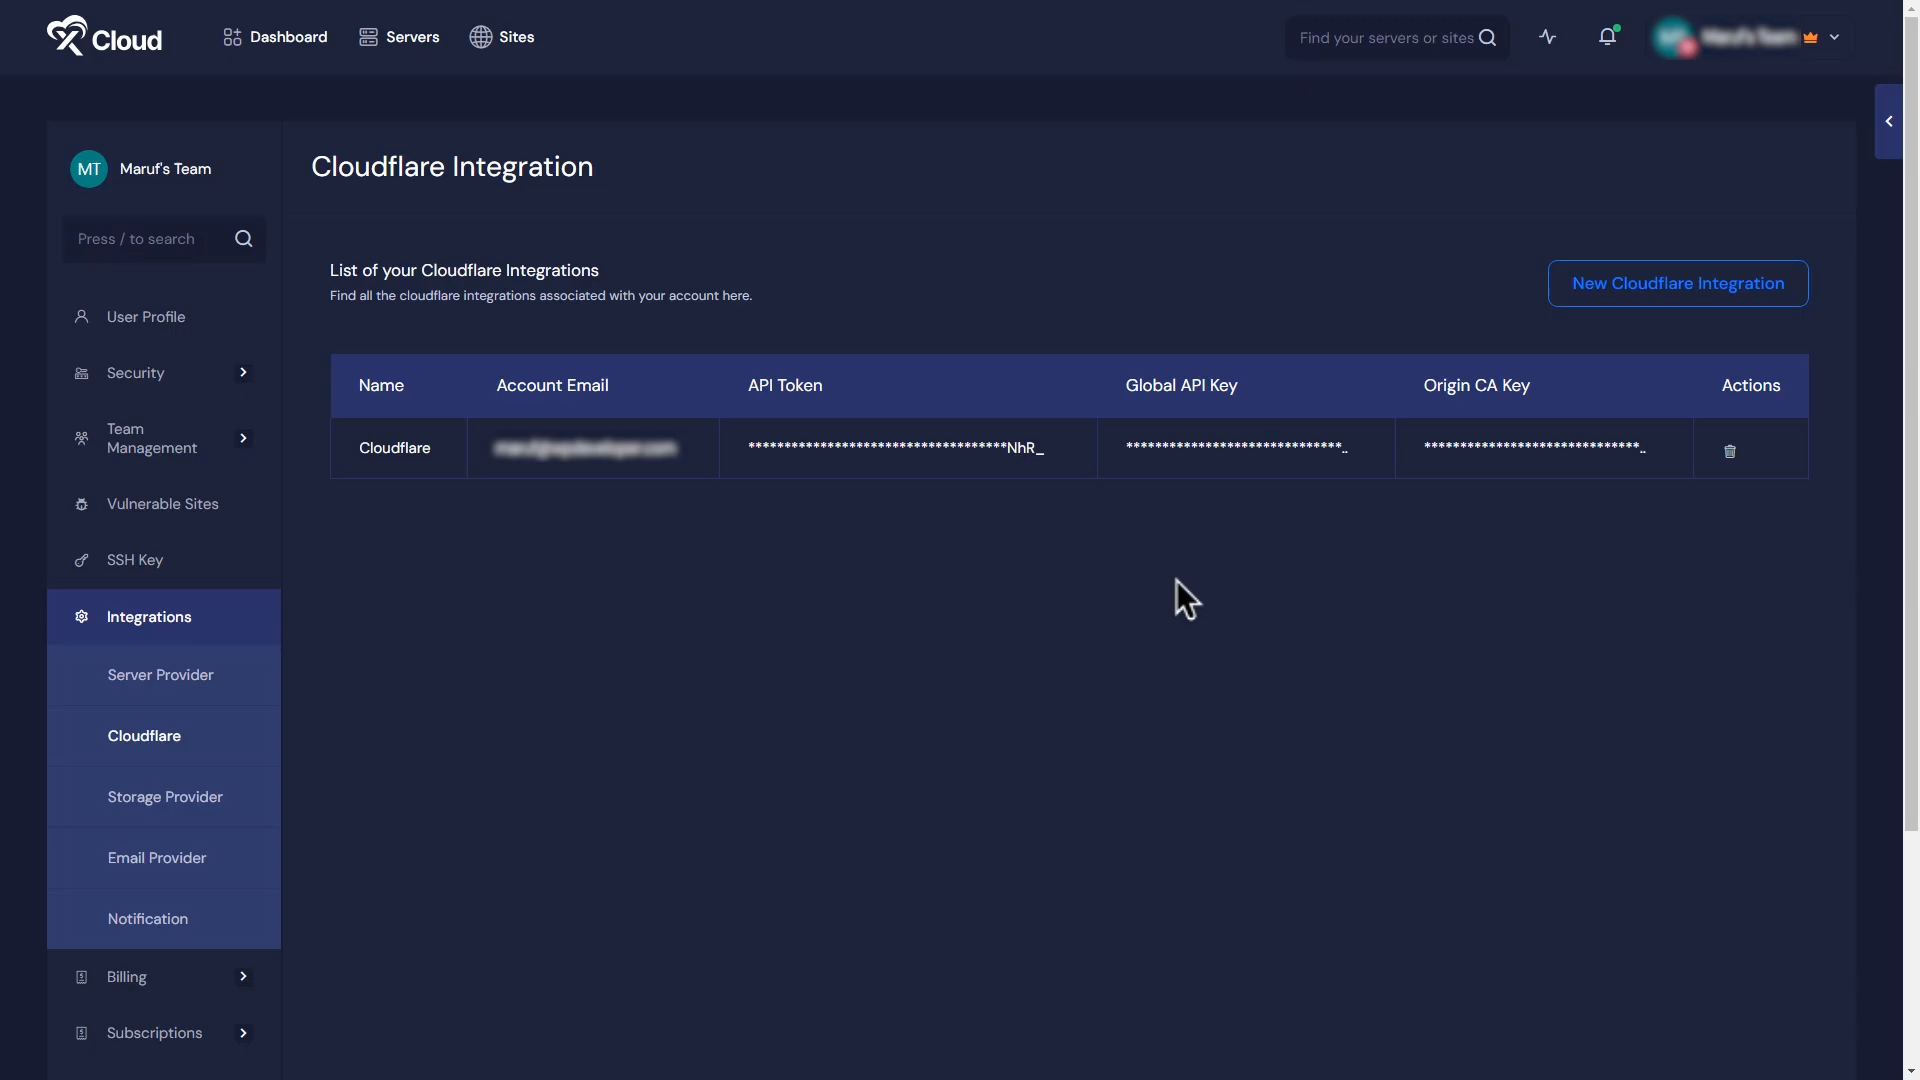 Cloud
Dashboard
Servers
Sites
Find your servers or sites
MT
Maruf's Team
Press / to search
User Profile
Security
Team
Management
Vulnerable Sites
SSH Key
Integrations
Server Provider
Cloudflare
Storage Provider
Email Provider
Notification
Billing
Subscriptions
Cloudflare Integration
List of your Cloudflare Integrations
Find all the cloudflare integrations associated with your account here.
New Cloudflare Integration
Name Account Email API Token Global API Key Origin CA Key Actions
Cloudflare ************************************NhR_ ******************************.. ******************************..